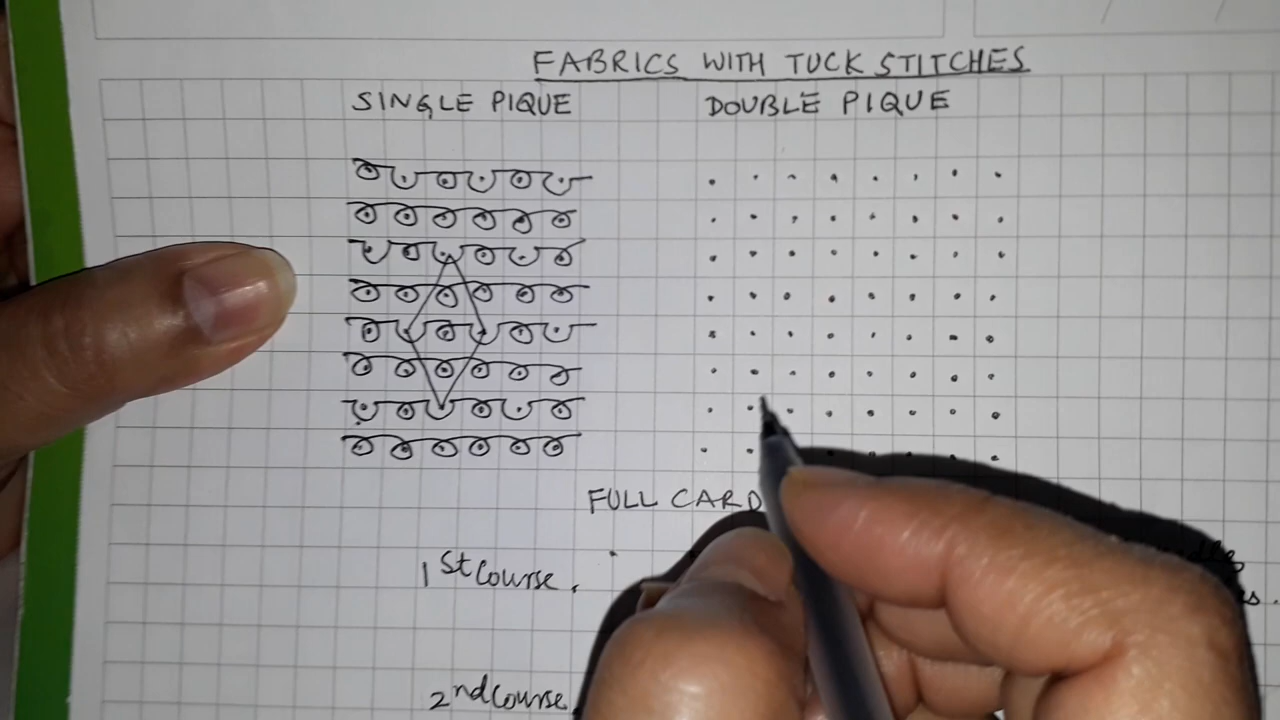 FABRICS WITH TUCK STITCHES
SINGLE PIQUE
DOUBLE PIQUE
FULL CARD
1st Course.
2nd Course